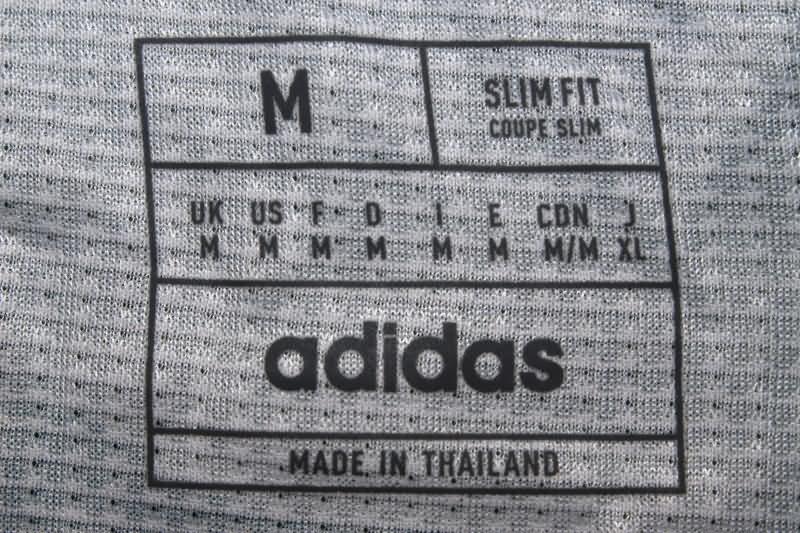 M
SLIM FIT
COUPE SLIM
UK US F D I E CDN J
M M M M M M M/M XL
adidas
MADE IN THAILAND